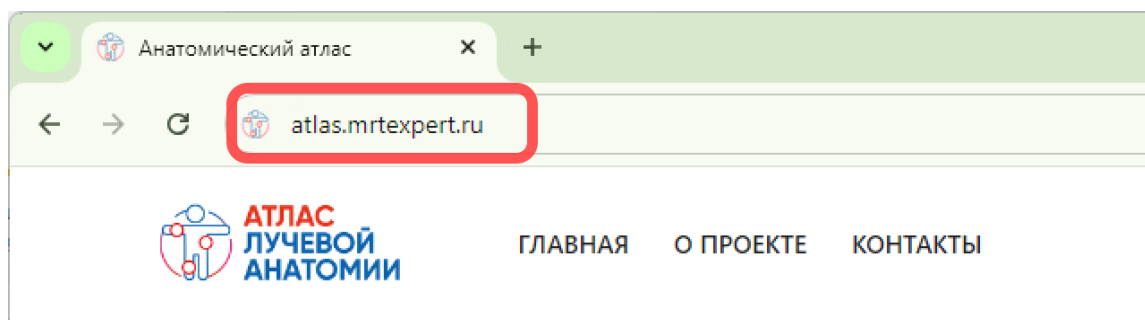 Анатомический атлас
atlas.mrtexpert.ru
АТЛАС
ЛУЧЕВОЙ
АНАТОМИИ
ГЛАВНАЯ О ПРОЕКТЕ КОНТАКТЫ